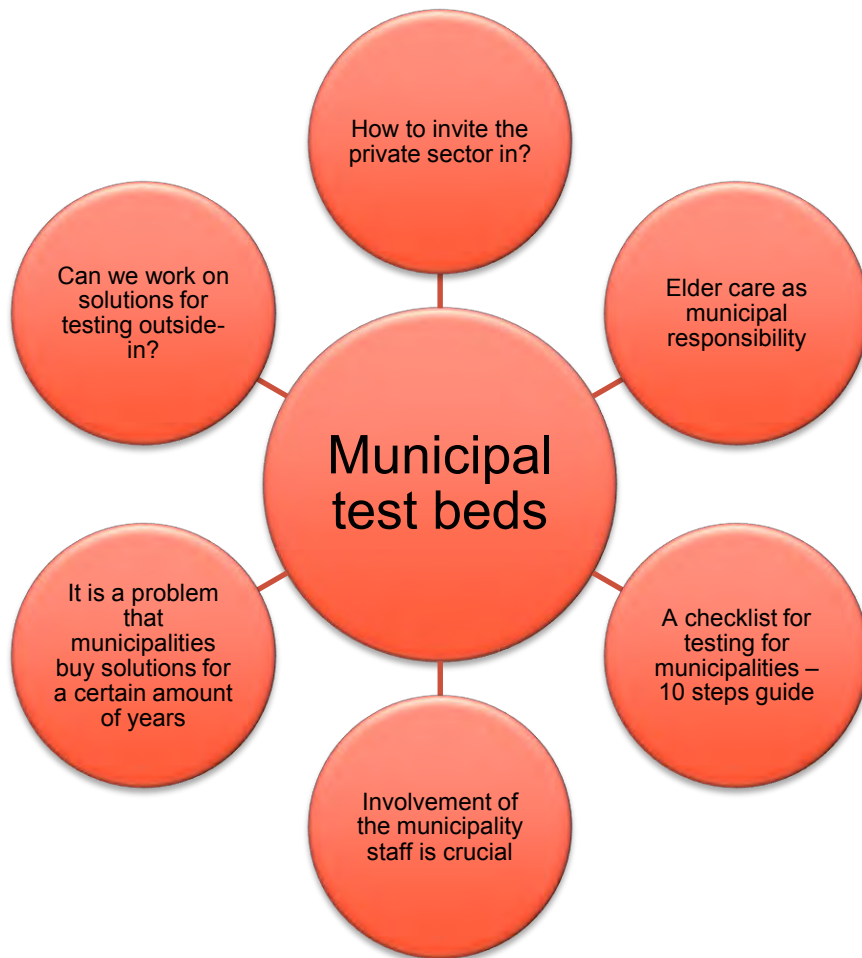 How to invite the
private sector in?
Can we work on
solutions for
testing outside-
in?
Elder care as
municipal
responsibility
Municipal
test beds
It is a problem
that
municipalities
buy solutions for
a certain amount
of years
A checklist for
testing for
municipalities –
10 steps guide
Involvement of
the municipality
staff is crucial